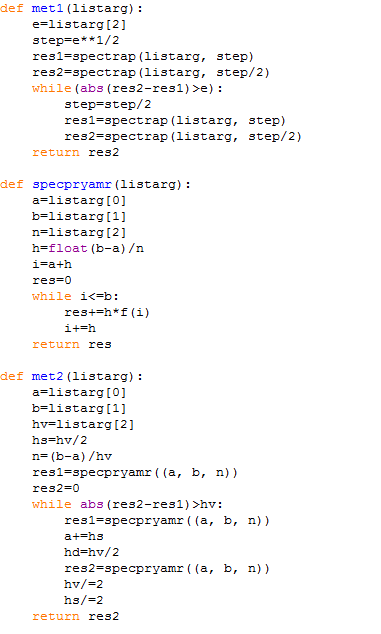 def met1(listarg):
    e=listarg[2]
    step=e**1/2
    res1=spectrap(listarg, step)
    res2=spectrap(listarg, step/2)
    while(abs(res2-res1)>e):
        step=step/2
        res1=spectrap(listarg, step)
        res2=spectrap(listarg, step/2)
    return res2

def specpryamr(listarg):
    a=listarg[0]
    b=listarg[1]
    n=listarg[2]
    h=float(b-a)/n
    i=a+h
    res=0
    while i<=b:
        res+=h*f(i)
        i+=h
    return res

def met2(listarg):
    a=listarg[0]
    b=listarg[1]
    hv=listarg[2]
    hs=hv/2
    n=(b-a)/hv
    res1=specpryamr((a, b, n))
    res2=0
    while abs(res2-res1)>hv:
        res1=specpryamr((a, b, n))
        a+=hs
        hd=hv/2
        res2=specpryamr((a, b, n))
        hv/=2
        hs/=2
    return res2